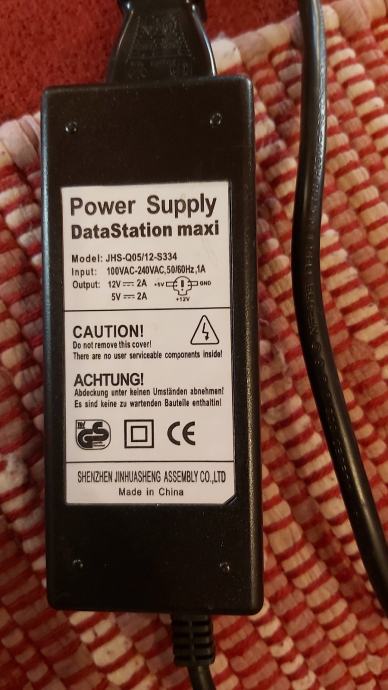 Power Supply
DataStation maxi
Model: JHS-Q05/12-S334
Input: 100VAC-240VAC,50/60Hz,1A
Output: 12V⎓2A +5V GND
5V⎓2A +12V
CAUTION!
Do not remove this cover!
There are no user serviceable components inside!
ACHTUNG!
Abdeckung unter keinen Umständen abnehmen!
Es sind keine zu wartenden Bauteile enthaltin!
GS CE
SHENZHEN JINHUASHENG ASSEMBLY CO.,LTD
Made in China